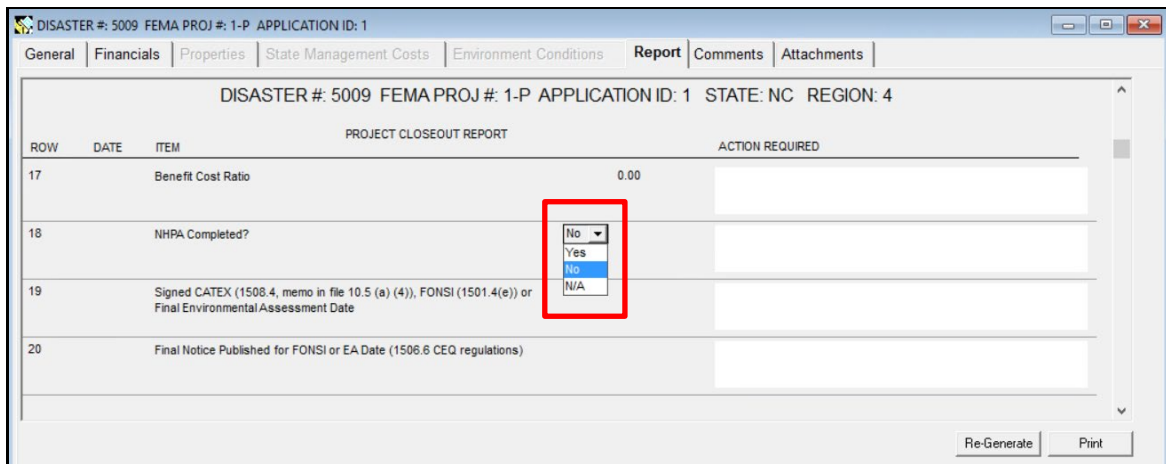 DISASTER #: 5009 FEMA PROJ #: 1-P APPLICATION ID: 1
General Financials Properties State Management Costs Environment Conditions Report Comments Attachments
DISASTER #: 5009 FEMA PROJ #: 1-P APPLICATION ID: 1 STATE: NC REGION: 4
PROJECT CLOSEOUT REPORT
ROW DATE ITEM ACTION REQUIRED
17 Benefit Cost Ratio 0.00
18 NHPA Completed? No
Yes
No
N/A
19 Signed CATEX (1508.4, memo in file 10.5 (a) (4)), FONSI (1501.4(e)) or
Final Environmental Assessment Date
20 Final Notice Published for FONSI or EA Date (1506.6 CEQ regulations)
Re-Generate Print